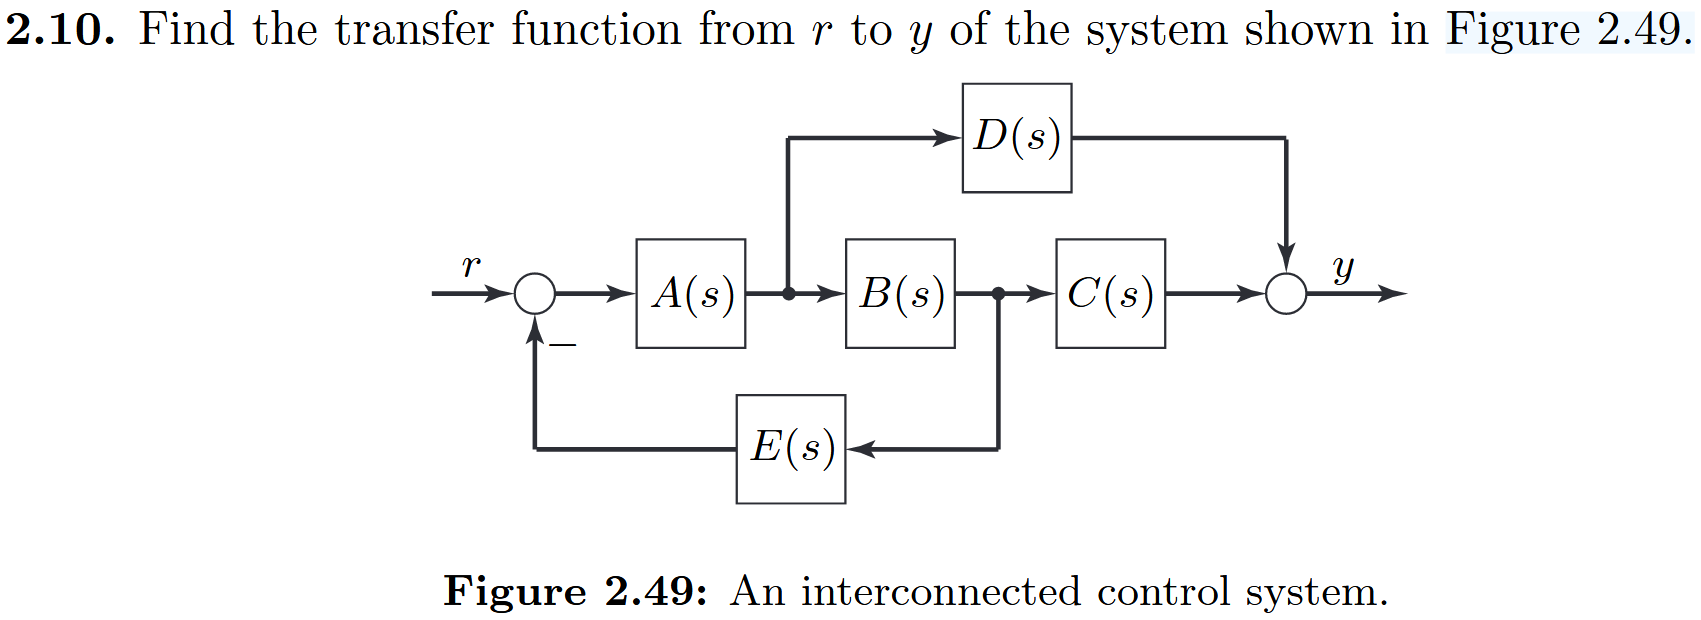 2.10. Find the transfer function from r to y of the system shown in Figure 2.49.
D(s)
r
A(s)
B(s)
C(s)
y
−
E(s)
Figure 2.49: An interconnected control system.